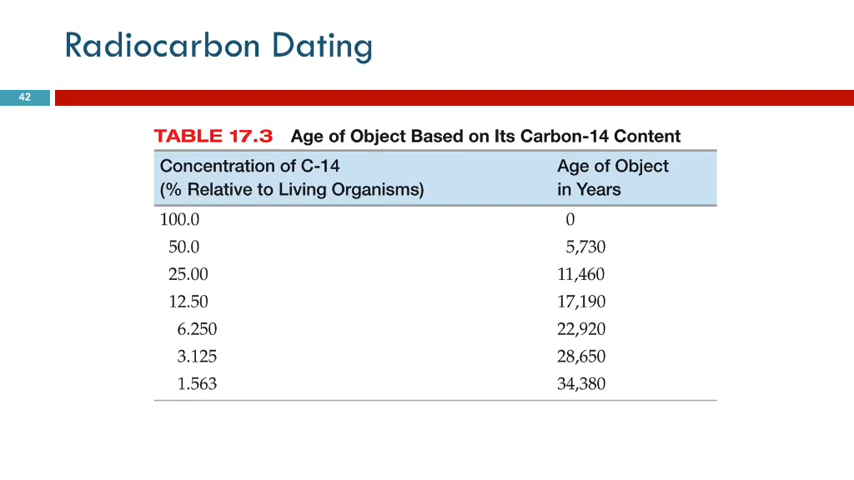 Radiocarbon Dating
42
TABLE 17.3 Age of Object Based on Its Carbon-14 Content
Concentration of C-14 Age of Object
(% Relative to Living Organisms) in Years
100.0 0
50.0 5,730
25.00 11,460
12.50 17,190
6.250 22,920
3.125 28,650
1.563 34,380